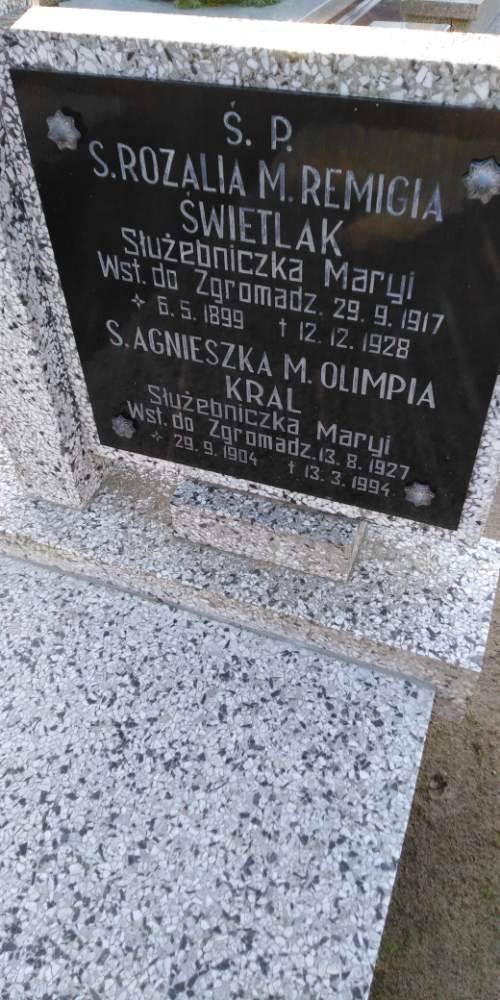 Ś. P.
S. ROZALIA M. REMIGIA
ŚWIETLAK
Służebniczka Maryi
Wst. do Zgromadz. 29. 9. 1917
* 6. 5. 1899 † 12. 12. 1928
S. AGNIESZKA M. OLIMPIA
KRAL
Służebniczka Maryi
Wst. do Zgromadz. 13. 8. 1927
* 29. 9. 1904 † 13. 3. 1994